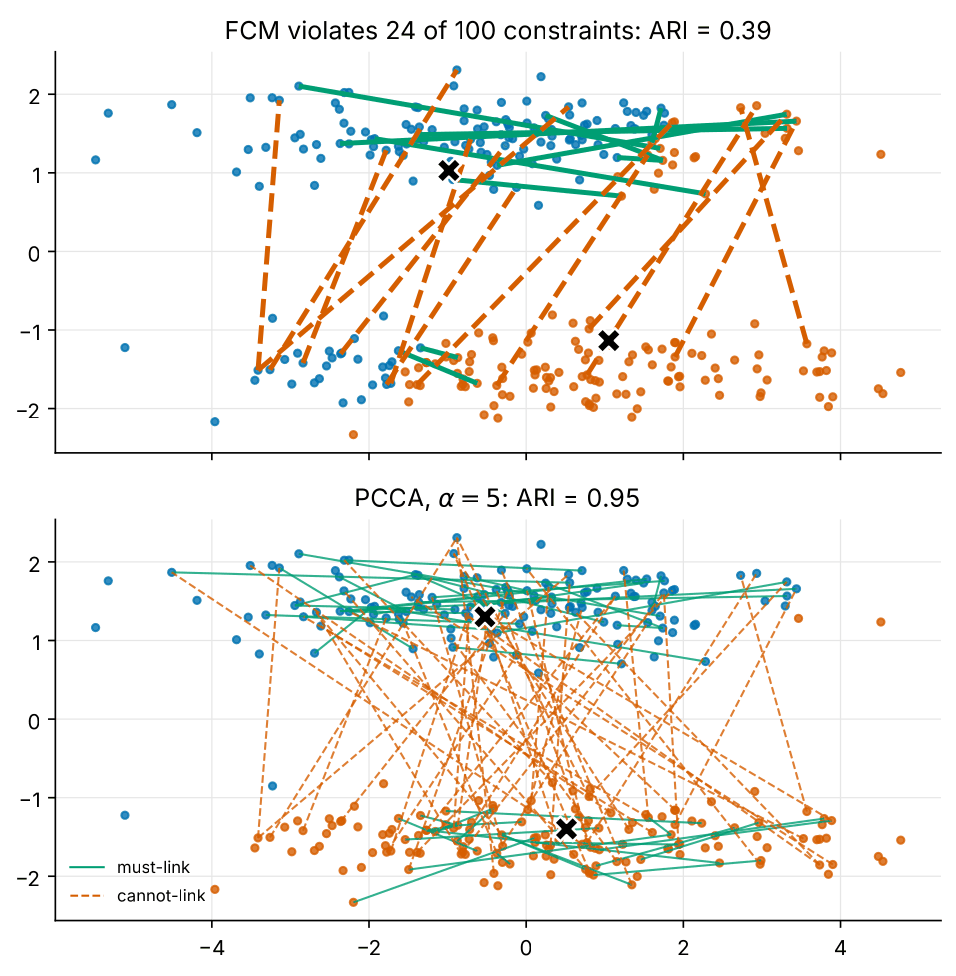 FCM violates 24 of 100 constraints: ARI = 0.39
2
1
0
−1
−2
PCCA, α = 5: ARI = 0.95
2
1
0
−1
−2
must-link
cannot-link
−4 −2 0 2 4